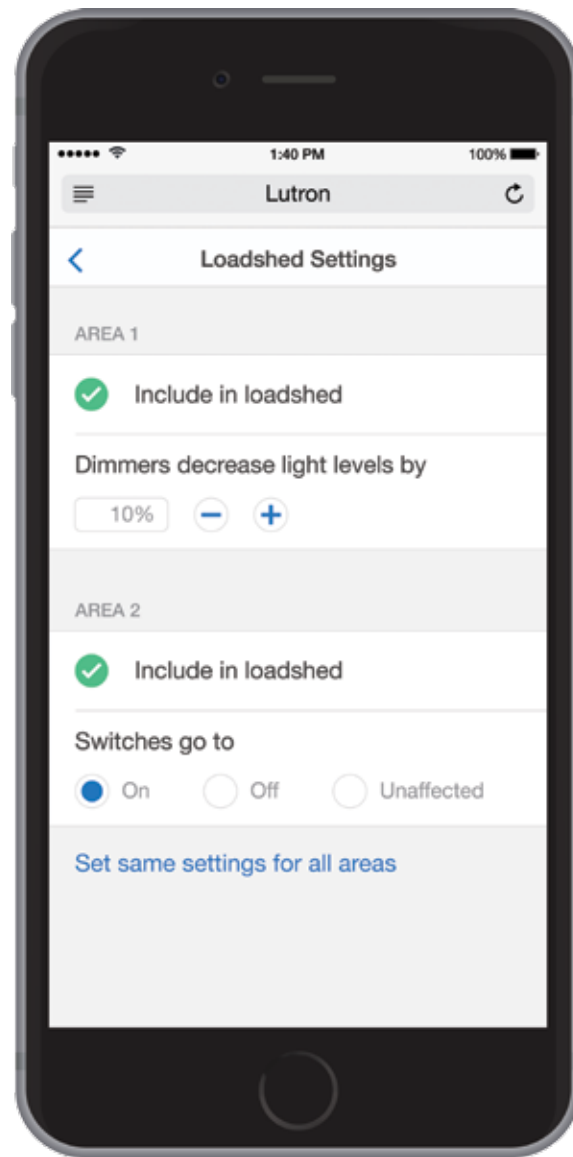 1:40 PM
100%
Lutron
Loadshed Settings
AREA 1
Include in loadshed
Dimmers decrease light levels by
10%
AREA 2
Include in loadshed
Switches go to
On Off Unaffected
Set same settings for all areas